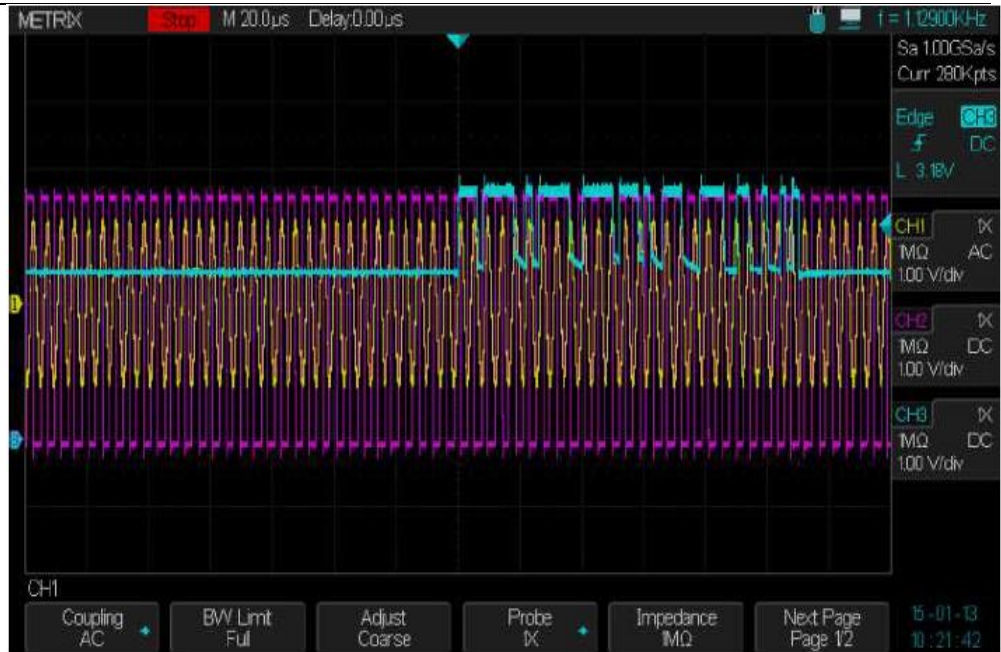 METRIX Stop M 20.0µs Delay:0.00µs f = 1.12900KHz
Sa 1.00GSa/s
Curr 280Kpts
Edge CH3
DC
L 3.18V
CH1 1X
1MΩ AC
1.00 V/div
CH2 1X
1MΩ DC
1.00 V/div
CH3 1X
1MΩ DC
1.00 V/div
1
3
CH1
Coupling
AC
BW Limit
Full
Adjust
Coarse
Probe
1X
Impedance
1MΩ
Next Page
Page 1/2
15-01-13
10:21:42